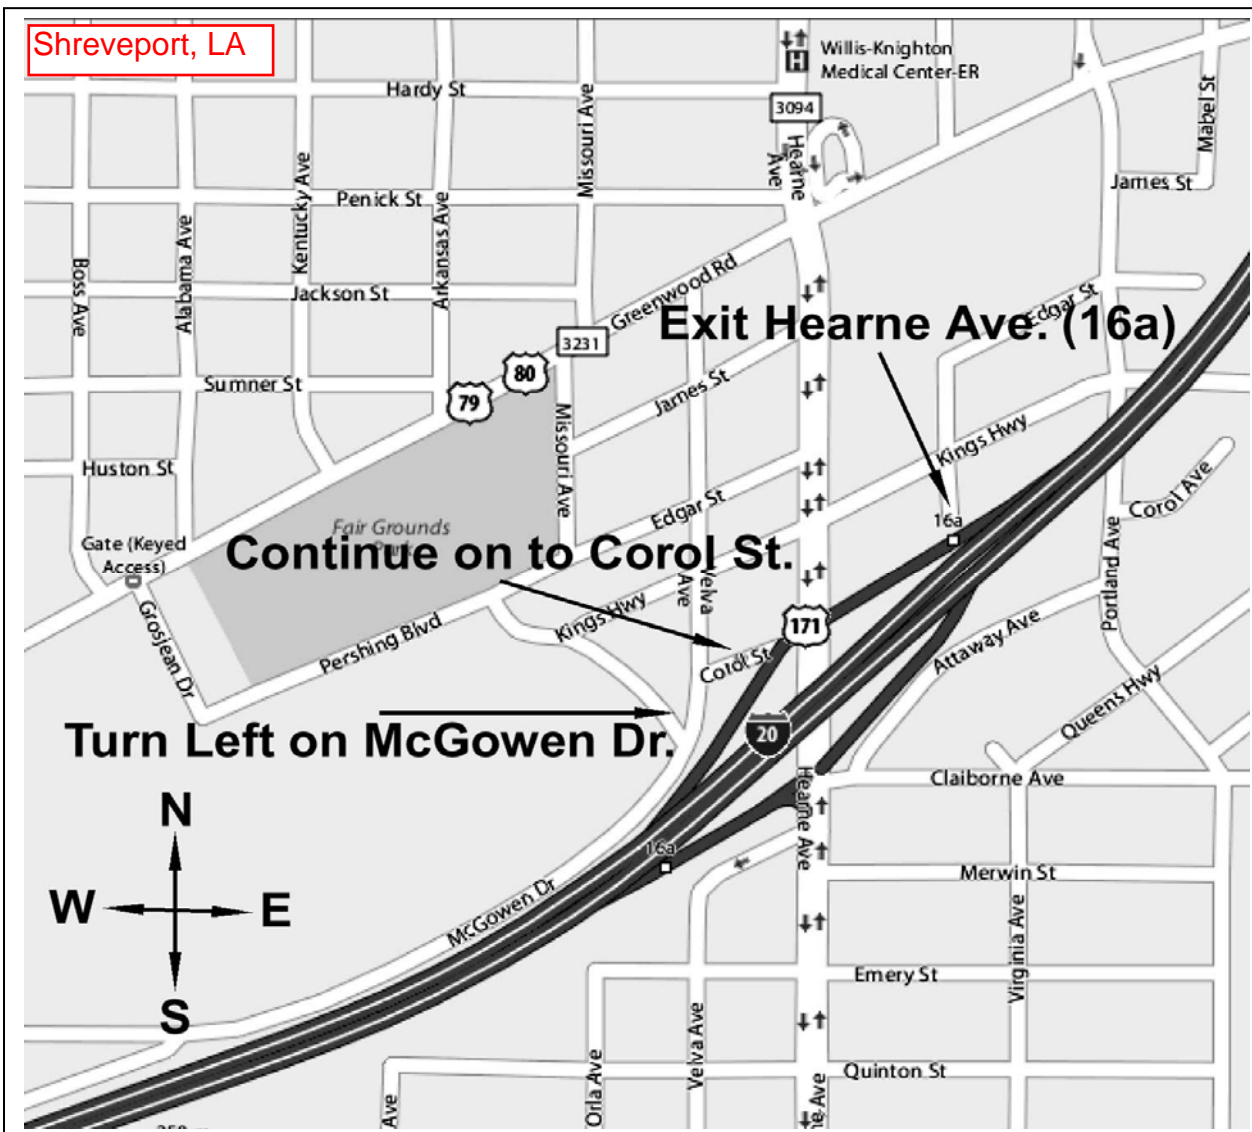 Shreveport, LA
Willis-Knighton
Medical Center-ER
H
Hardy St
3094
Missouri Ave
Hearne
Ave
Mabel St
James St
Penick St
Kentucky Ave
Arkansas Ave
Alabama Ave
Boss Ave
Jackson St
Greenwood Rd
3231
Exit Hearne Ave. (16a)
Edgar St
80
79
Sumner St
James St
Missouri Ave
Kings Hwy
Huston St
Corol Ave
Edgar St
16a
Fair Grounds
Park
Gate (Keyed
Access)
Continue on to Corol St.
Velva
Ave
Portland Ave
Grosjean Dr
Kings Hwy
171
Pershing Blvd
Corol St
Attaway Ave
Queens Hwy
Turn Left on McGowen Dr.
20
Claiborne Ave
Hearne Ave
N
16a
Merwin St
W
E
McGowen Dr
Virginia Ave
S
Emery St
Velva Ave
Orla Ave
Quinton St
Ave
ne Ave